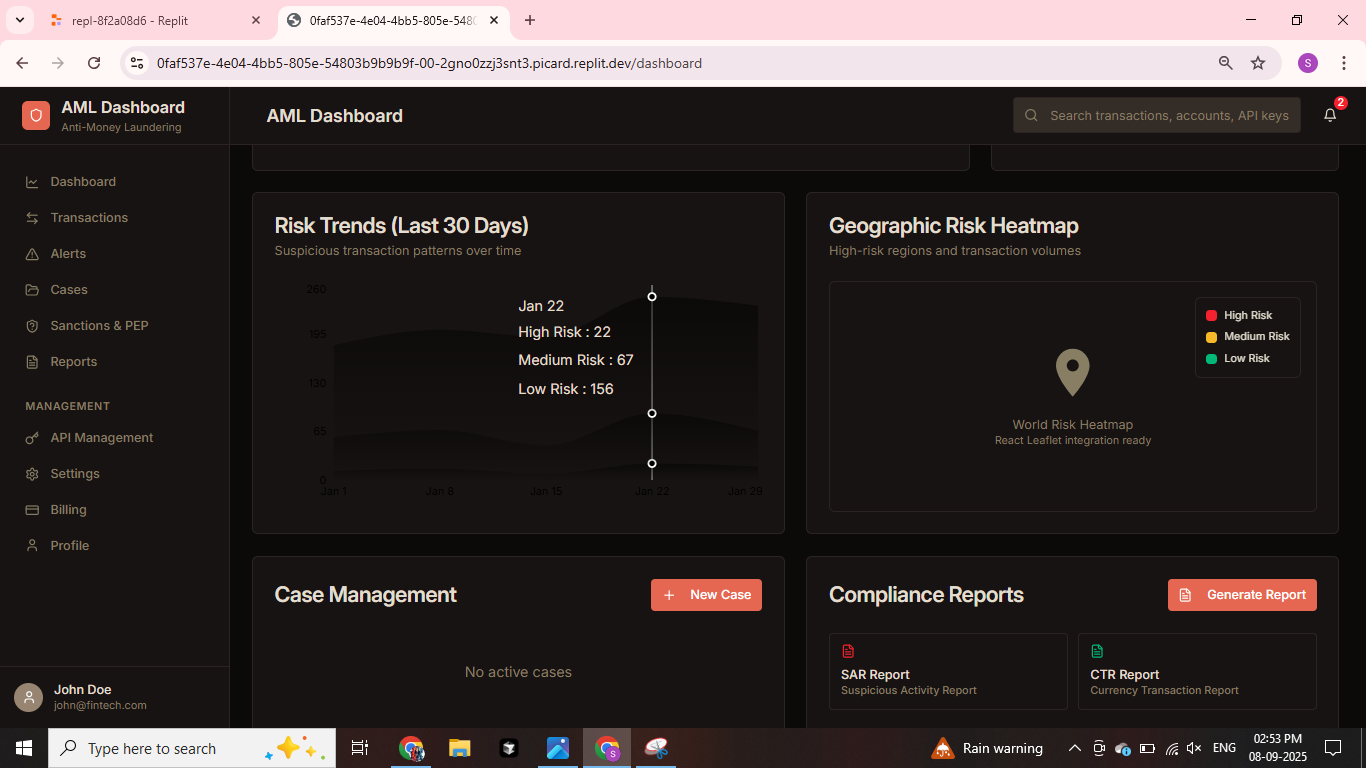 repl-8f2a08d6 - Replit
0faf537e-4e04-4bb5-805e-5480
0faf537e-4e04-4bb5-805e-54803b9b9b9f-00-2gno0zzj3snt3.picard.replit.dev/dashboard
S
AML Dashboard
Anti-Money Laundering
AML Dashboard
Search transactions, accounts, API keys
2
Dashboard
Transactions
Alerts
Cases
Sanctions & PEP
Reports
MANAGEMENT
API Management
Settings
Billing
Profile
John Doe
john@fintech.com
Risk Trends (Last 30 Days)
Suspicious transaction patterns over time
260
195
130
65
0
Jan 22
High Risk : 22
Medium Risk : 67
Low Risk : 156
Jan 1
Jan 8
Jan 15
Jan 22
Jan 29
Geographic Risk Heatmap
High-risk regions and transaction volumes
High Risk
Medium Risk
Low Risk
World Risk Heatmap
React Leaflet integration ready
Case Management
New Case
No active cases
Compliance Reports
Generate Report
SAR Report
Suspicious Activity Report
CTR Report
Currency Transaction Report
Type here to search
S
Rain warning
ENG
02:53 PM
08-09-2025